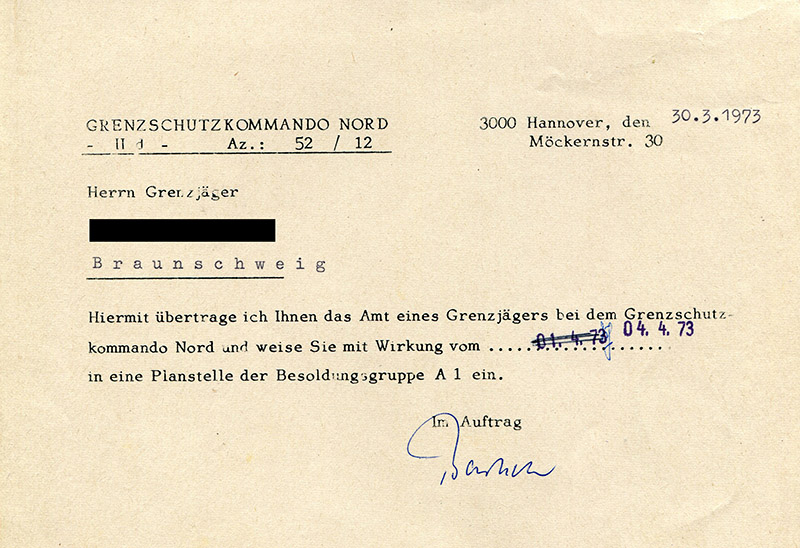 GRENZSCHUTZKOMMANDO NORD
- II d - Az.: 52 / 12
3000 Hannover, den 30.3.1973
Möckernstr. 30
Herrn Grenzjäger
Braunschweig
Hiermit übertrage ich Ihnen das Amt eines Grenzjägers bei dem Grenzschutz-
kommando Nord und weise Sie mit Wirkung vom ..... 01. 4. 73 04. 4. 73
in eine Planstelle der Besoldungsgruppe A 1 ein.
Im Auftrag